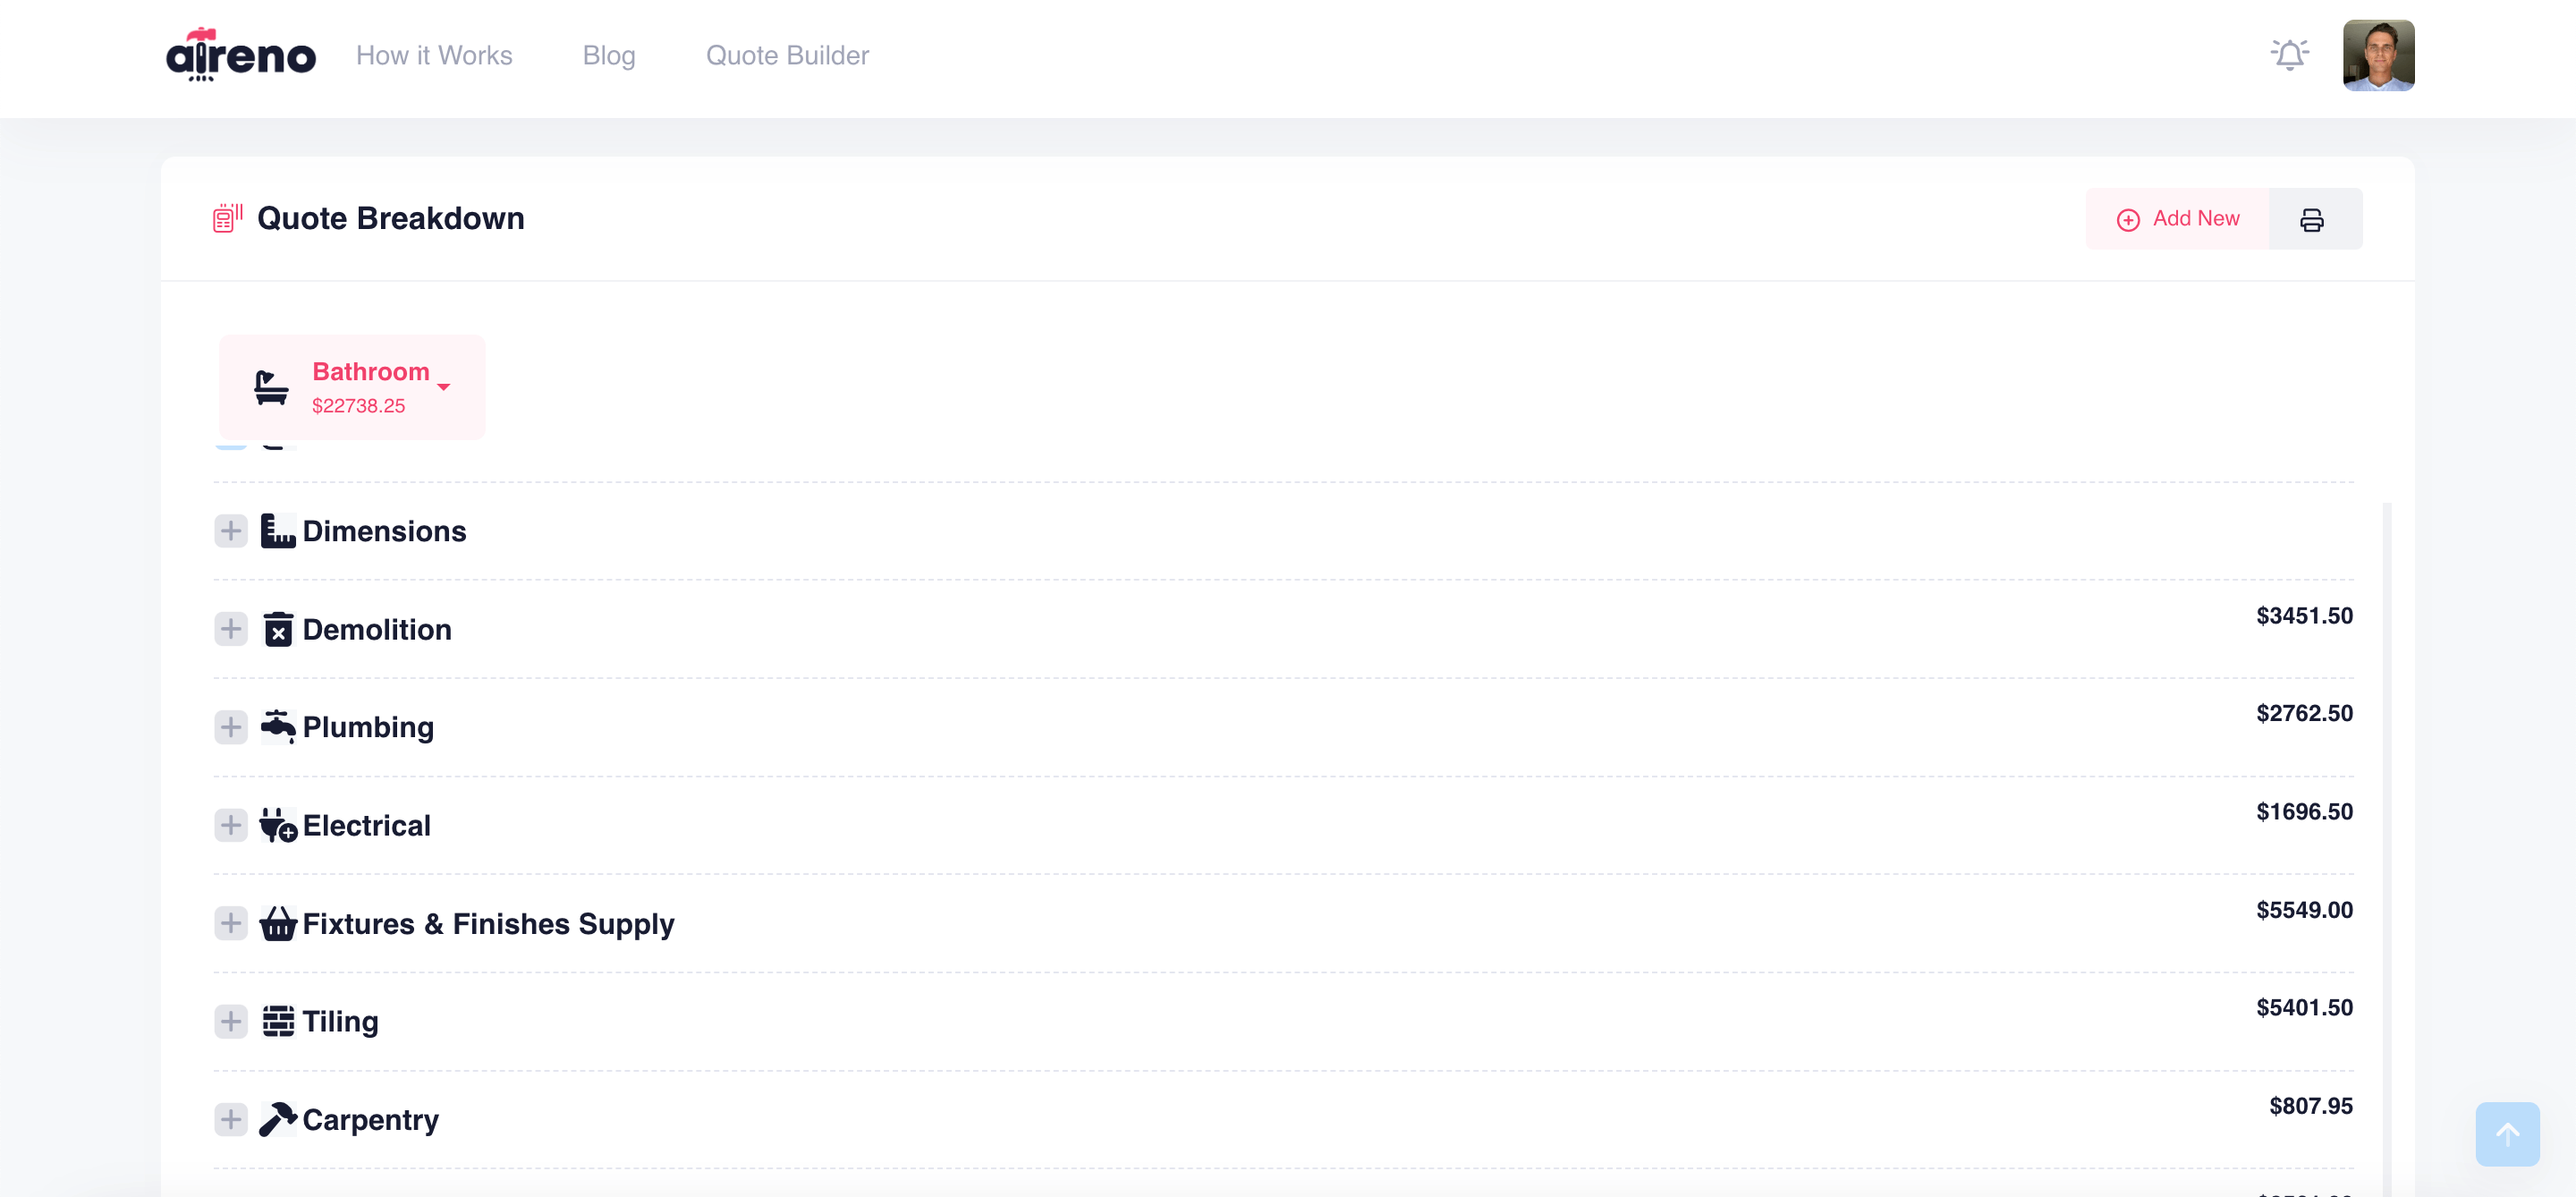 aireno
How it Works
Blog
Quote Builder
Quote Breakdown
Add New
Bathroom
$22738.25
Dimensions
Demolition
$3451.50
Plumbing
$2762.50
Electrical
$1696.50
Fixtures & Finishes Supply
$5549.00
Tiling
$5401.50
Carpentry
$807.95